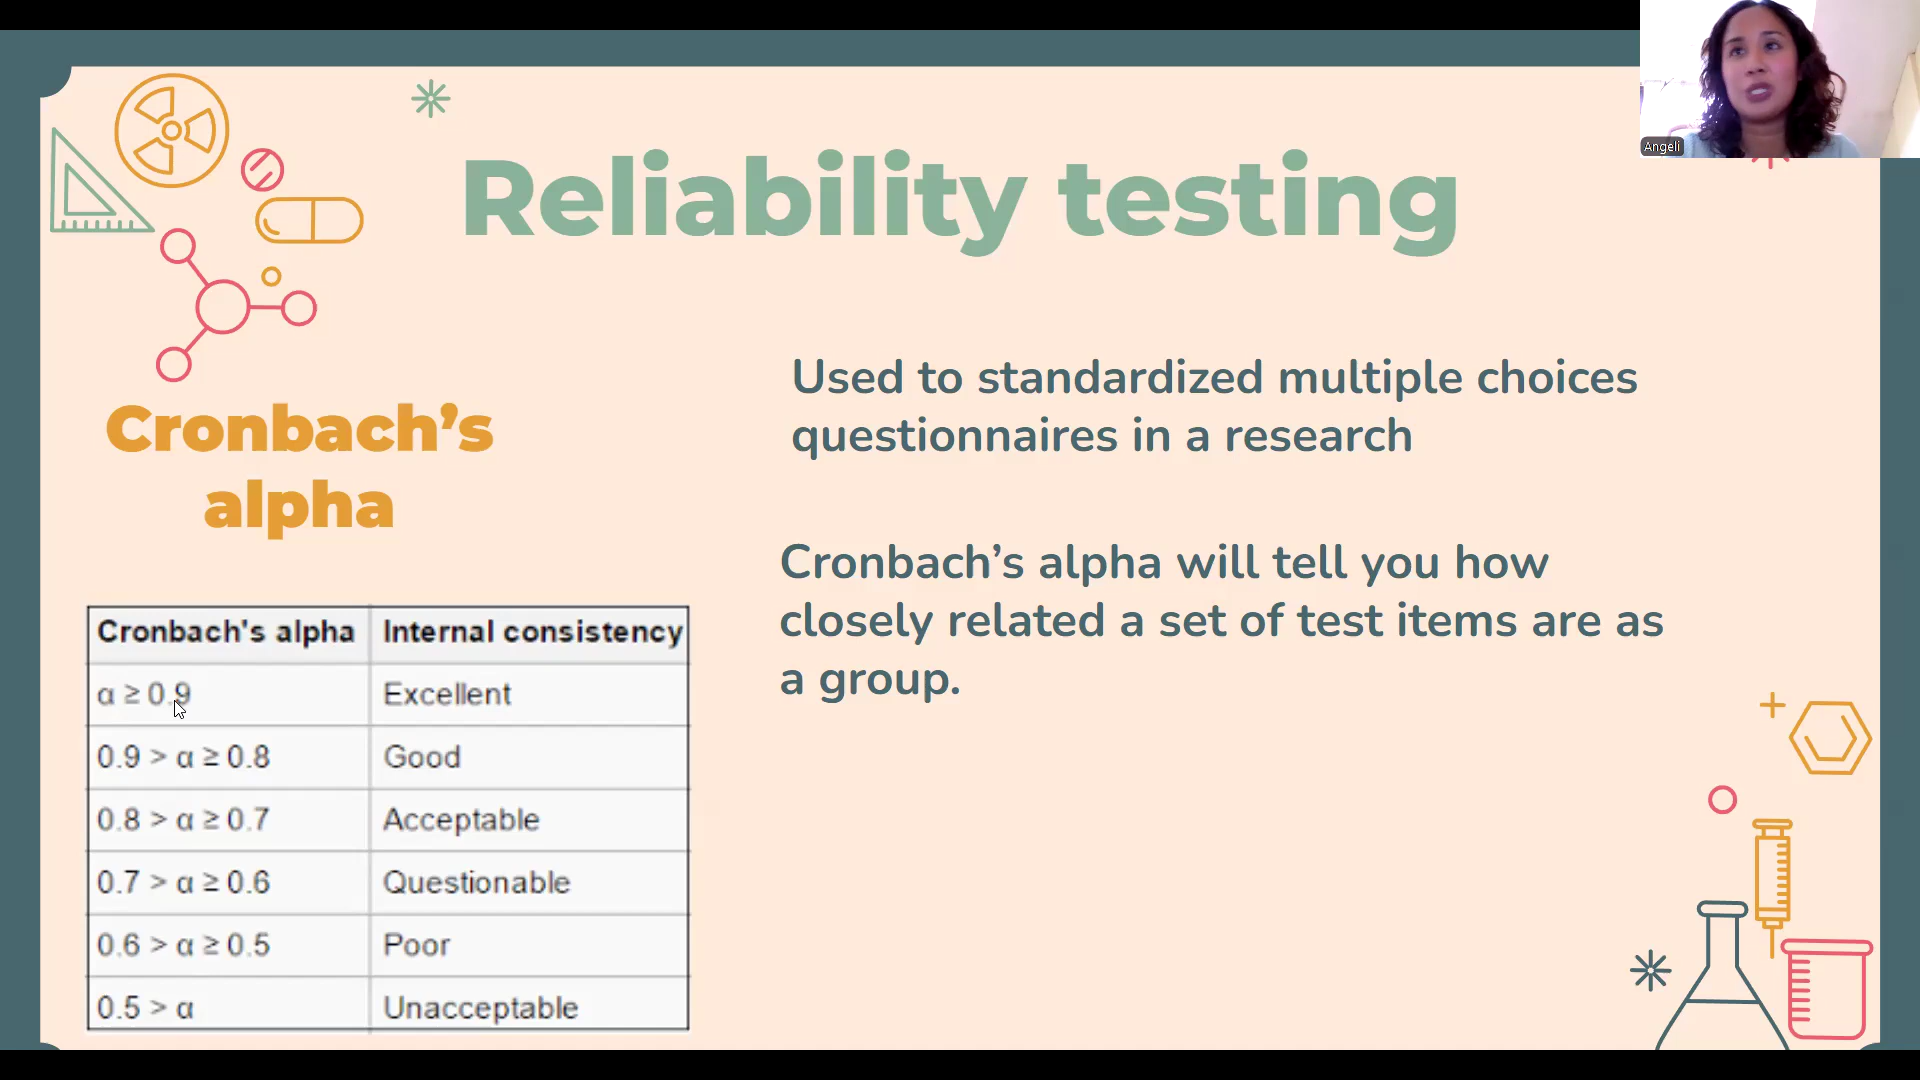 Angeli
Reliability testing
Cronbach’s
alpha
Used to standardized multiple choices
questionnaires in a research
Cronbach’s alpha will tell you how
closely related a set of test items are as
a group.
Cronbach's alpha Internal consistency
α ≥ 0.9 Excellent
0.9 > α ≥ 0.8 Good
0.8 > α ≥ 0.7 Acceptable
0.7 > α ≥ 0.6 Questionable
0.6 > α ≥ 0.5 Poor
0.5 > α Unacceptable